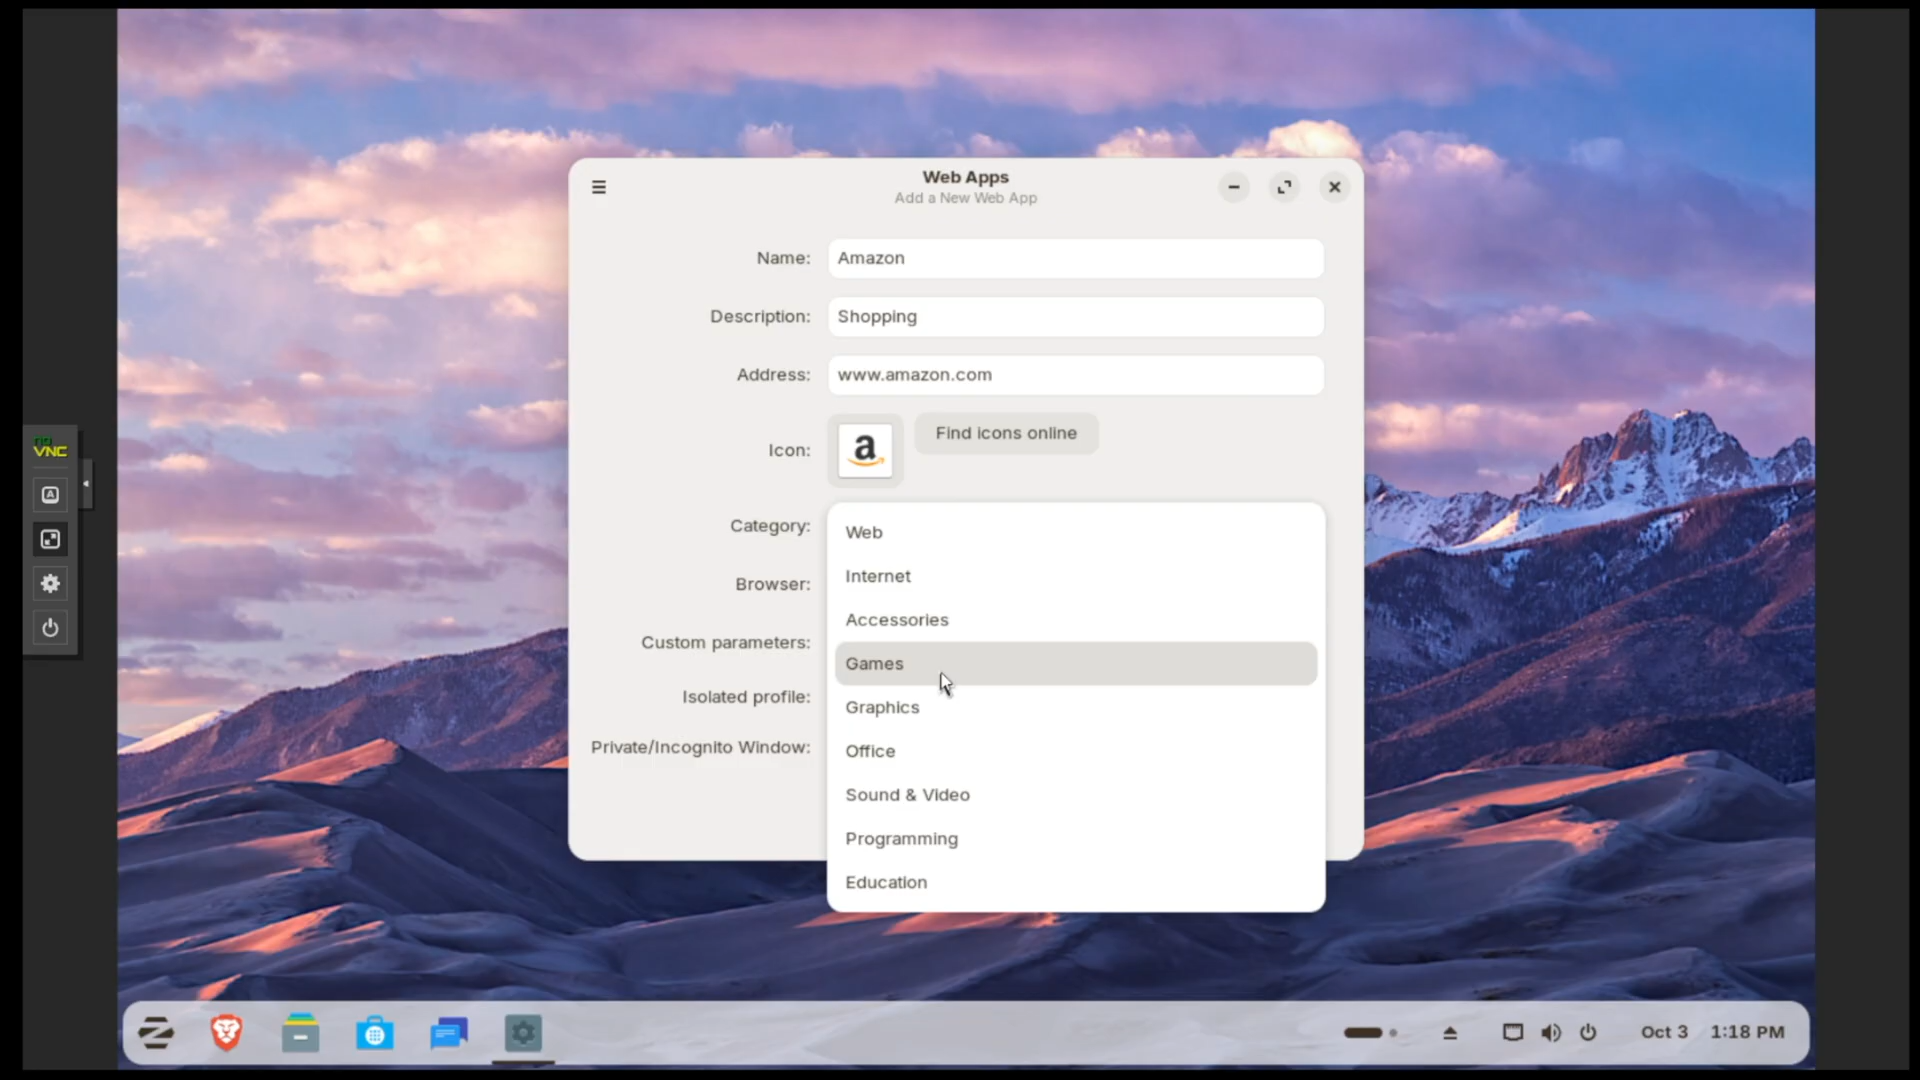 Web Apps
Add a New Web App
Name: Amazon
Description: Shopping
Address: www.amazon.com
Icon: a Find icons online
Category:
Web
Internet
Browser:
Accessories
Custom parameters:
Games
Isolated profile:
Graphics
Private/Incognito Window:
Office
Sound & Video
Programming
Education
no
VNC
A
Oct 3 1:18 PM